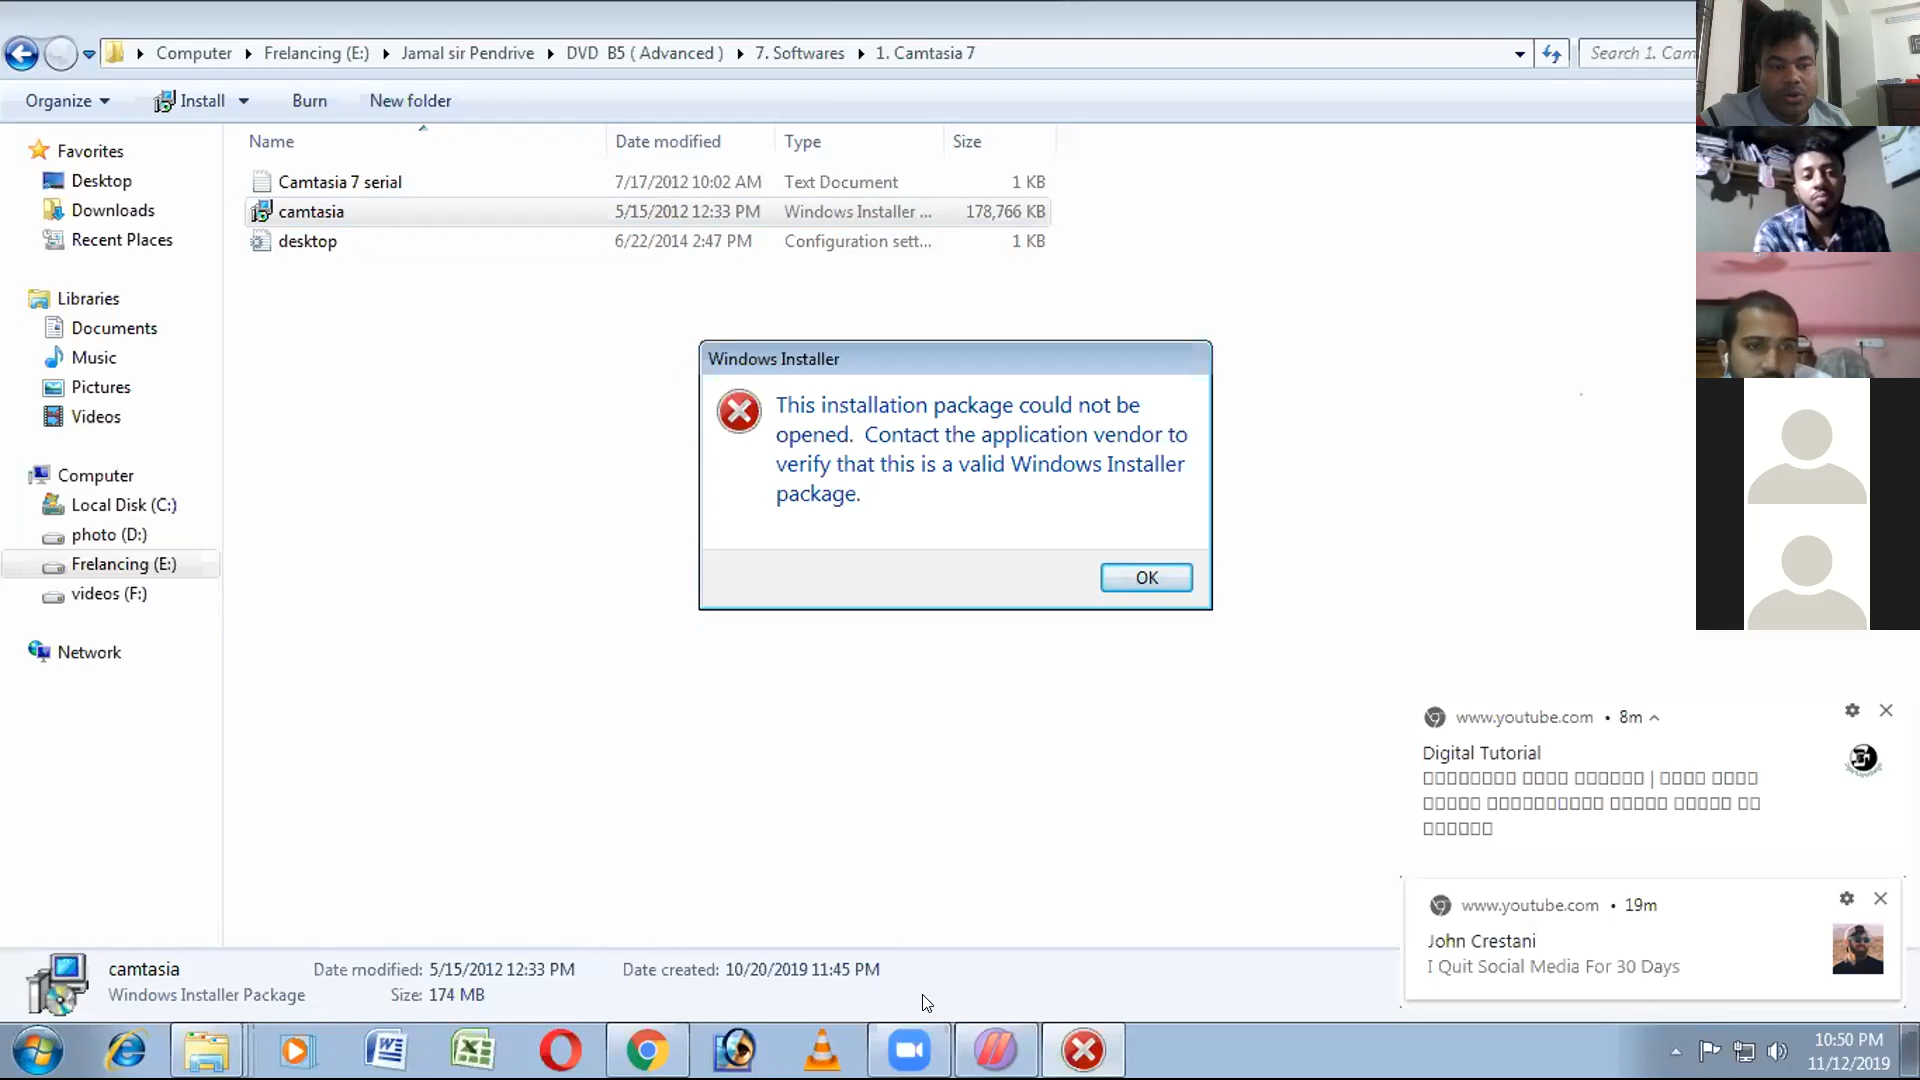 Computer Frelancing (E:) Jamal sir Pendrive DVD B5 ( Advanced ) 7. Softwares 1. Camtasia 7
Search 1. Cam
Organize Install Burn New folder
Name Date modified Type Size
Camtasia 7 serial 7/17/2012 10:02 AM Text Document 1 KB
camtasia 5/15/2012 12:33 PM Windows Installer ... 178,766 KB
desktop 6/22/2014 2:47 PM Configuration sett... 1 KB
Favorites
Desktop
Downloads
Recent Places
Libraries
Documents
Music
Pictures
Videos
Computer
Local Disk (C:)
photo (D:)
Frelancing (E:)
videos (F:)
Network
Windows Installer
This installation package could not be
opened. Contact the application vendor to
verify that this is a valid Windows Installer
package.
OK
www.youtube.com • 8m
Digital Tutorial
www.youtube.com • 19m
John Crestani
I Quit Social Media For 30 Days
camtasia Date modified: 5/15/2012 12:33 PM Date created: 10/20/2019 11:45 PM
Windows Installer Package Size: 174 MB
10:50 PM
11/12/2019